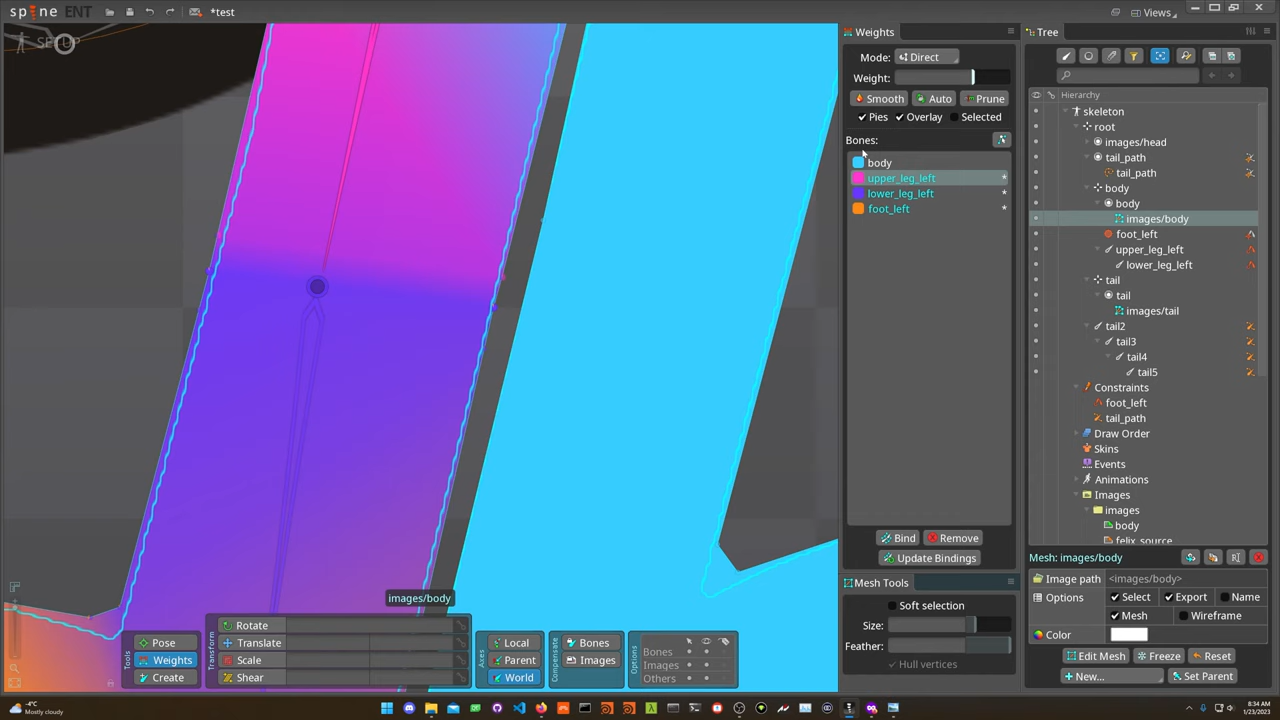 spine ENT
*test
Views
SETUP
Weights
Mode: Direct
Weight:
Smooth Auto Prune
Pies Overlay Selected
Bones:
body
upper_leg_left *
lower_leg_left *
foot_left *
Bind Remove
Update Bindings
Mesh Tools
Soft selection
Size:
Feather:
Hull vertices
Tree
Hierarchy
skeleton
root
images/head
tail_path
tail_path
body
body
images/body
foot_left
upper_leg_left
lower_leg_left
tail
tail
images/tail
tail2
tail3
tail4
tail5
Constraints
foot_left
tail_path
Draw Order
Skins
Events
Animations
Images
images
body
felix_source
Mesh: images/body
Image path <images/body>
Options Select Export Name
Mesh Wireframe
Color
Edit Mesh Freeze Reset
New... Set Parent
images/body
Tools
Pose
Weights
Create
Transform
Rotate
Translate
Scale
Shear
Axes
Local
Parent
World
Compensate
Bones
Images
Options
Bones
Images
Others
-4°C
Mostly cloudy
8:34 AM
1/23/2023